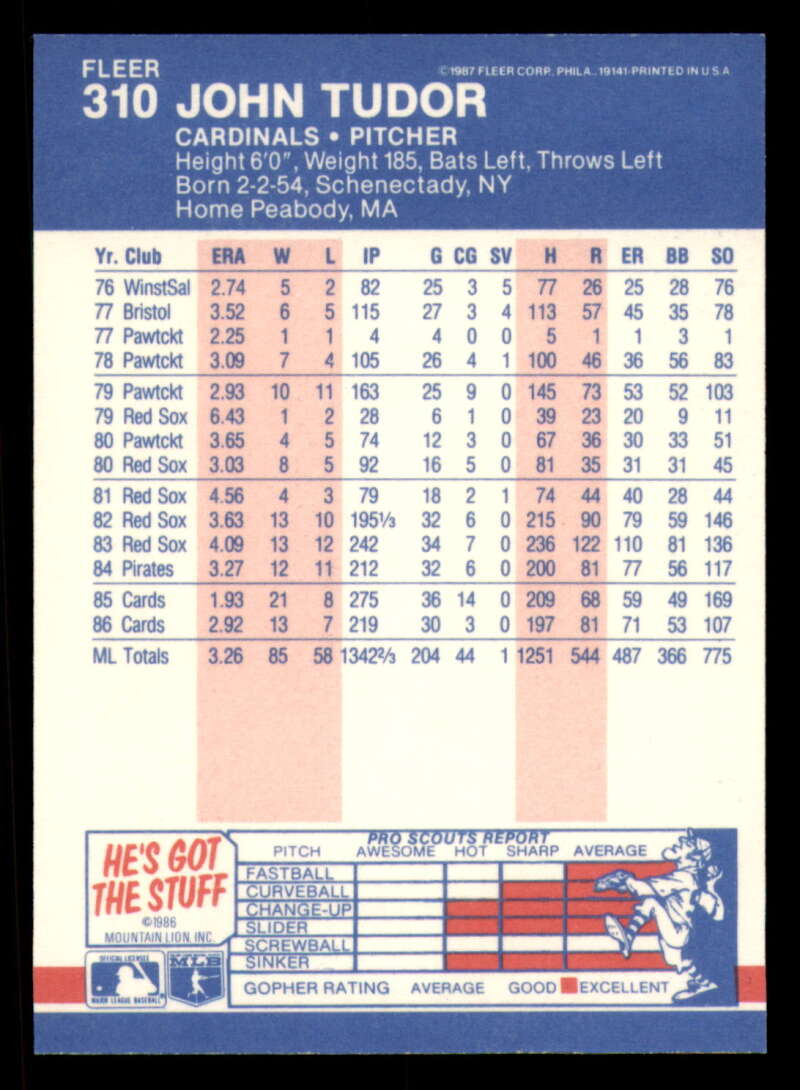 FLEER
©1987 FLEER CORP. PHILA., 19141-PRINTED IN U S A
310 JOHN TUDOR
CARDINALS • PITCHER
Height 6'0", Weight 185, Bats Left, Throws Left
Born 2-2-54, Schenectady, NY
Home Peabody, MA
Yr. Club ERA W L IP G CG SV H R ER BB SO
76 WinstSal 2.74 5 2 82 25 3 5 77 26 25 28 76
77 Bristol 3.52 6 5 115 27 3 4 113 57 45 35 78
77 Pawtckt 2.25 1 1 4 4 0 0 5 1 1 3 1
78 Pawtckt 3.09 7 4 105 26 4 1 100 46 36 56 83
79 Pawtckt 2.93 10 11 163 25 9 0 145 73 53 52 103
79 Red Sox 6.43 1 2 28 6 1 0 39 23 20 9 11
80 Pawtckt 3.65 4 5 74 12 3 0 67 36 30 33 51
80 Red Sox 3.03 8 5 92 16 5 0 81 35 31 31 45
81 Red Sox 4.56 4 3 79 18 2 1 74 44 40 28 44
82 Red Sox 3.63 13 10 195⅓ 32 6 0 215 90 79 59 146
83 Red Sox 4.09 13 12 242 34 7 0 236 122 110 81 136
84 Pirates 3.27 12 11 212 32 6 0 200 81 77 56 117
85 Cards 1.93 21 8 275 36 14 0 209 68 59 49 169
86 Cards 2.92 13 7 219 30 3 0 197 81 71 53 107
ML Totals 3.26 85 58 1342⅔ 204 44 1 1251 544 487 366 775
HE'S GOT
THE STUFF
©1986
MOUNTAIN LION, INC.
PRO SCOUTS REPORT
PITCH AWESOME HOT SHARP AVERAGE
FASTBALL
CURVEBALL
CHANGE-UP
SLIDER
SCREWBALL
SINKER
GOPHER RATING AVERAGE GOOD EXCELLENT
OFFICIAL LICENSEE
MAJOR LEAGUE BASEBALL
MLB